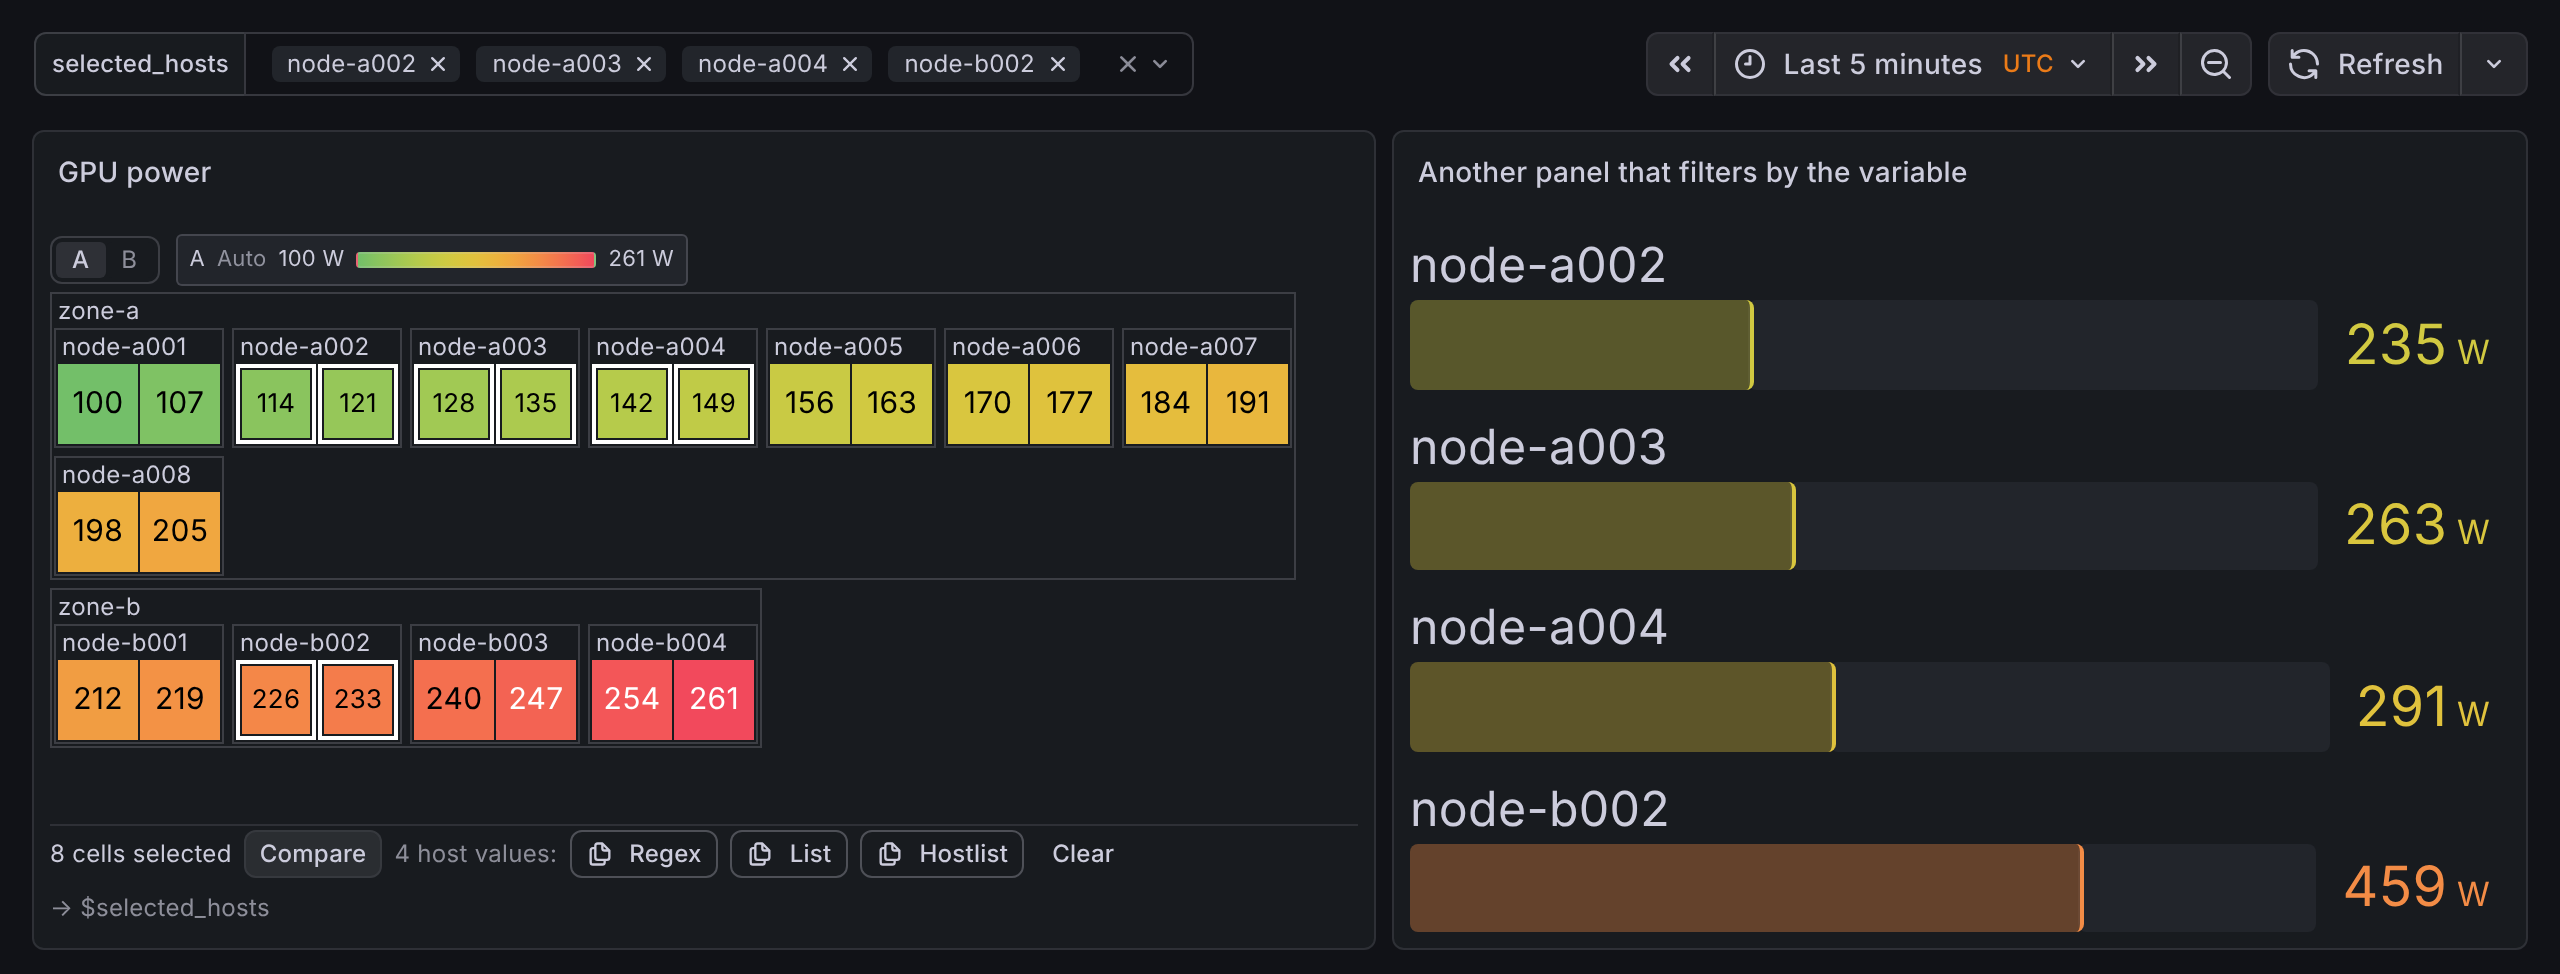 selected_hosts node-a002 node-a003 node-a004 node-b002
Last 5 minutes UTC Refresh
GPU power
A B A Auto 100 W 261 W
zone-a
node-a001 node-a002 node-a003 node-a004 node-a005 node-a006 node-a007
100 107 114 121 128 135 142 149 156 163 170 177 184 191
node-a008
198 205
zone-b
node-b001 node-b002 node-b003 node-b004
212 219 226 233 240 247 254 261
8 cells selected Compare 4 host values: Regex List Hostlist Clear
→ $selected_hosts
Another panel that filters by the variable
node-a002
235 W
node-a003
263 W
node-a004
291 W
node-b002
459 W